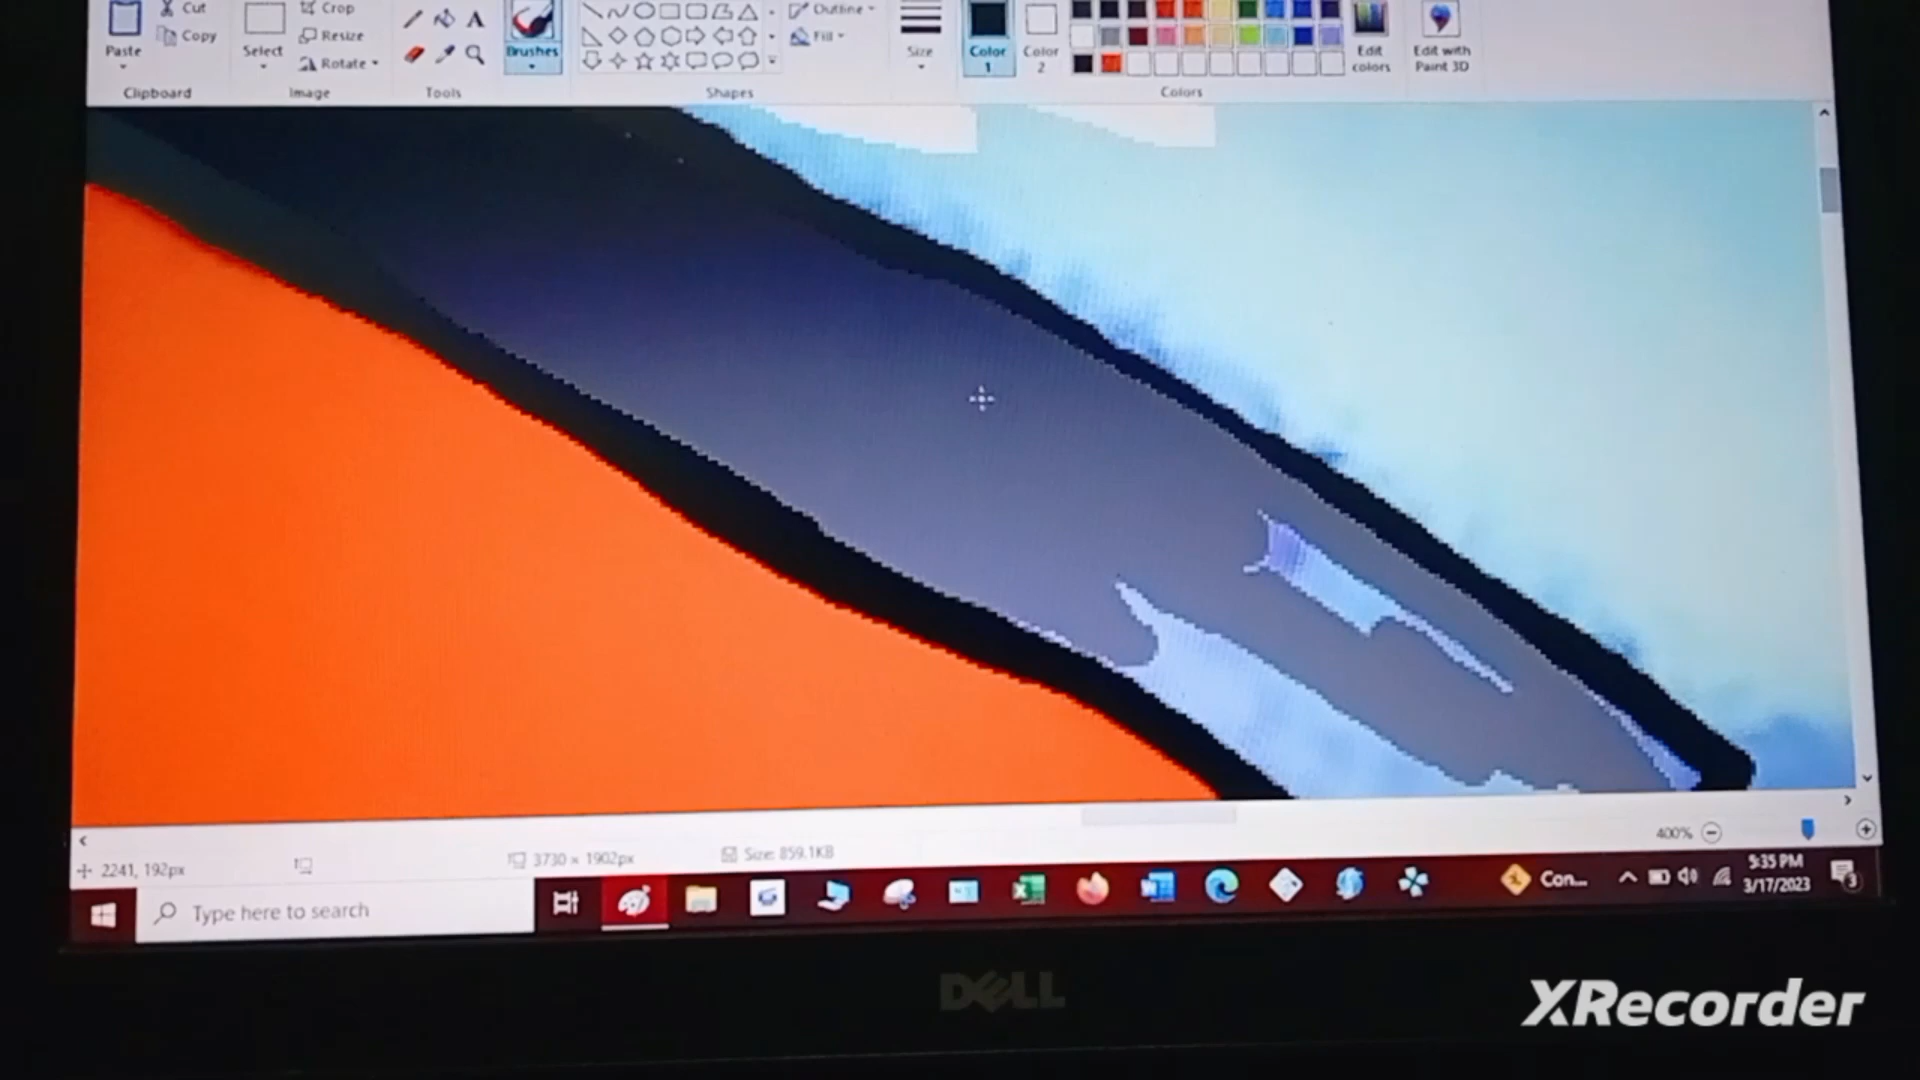 Cut
Crop
Outline
Paste
Copy
Select
Resize
Rotate
A
Brushes
Fill
Size
Color 1
Color 2
Edit colors
Edit with Paint 3D
Clipboard
Image
Tools
Shapes
Colors
400%
2241, 192px
3730 × 1902px
Size: 859.1KB
Type here to search
Con...
5:35 PM
3/17/2023
3
DELL
XRecorder